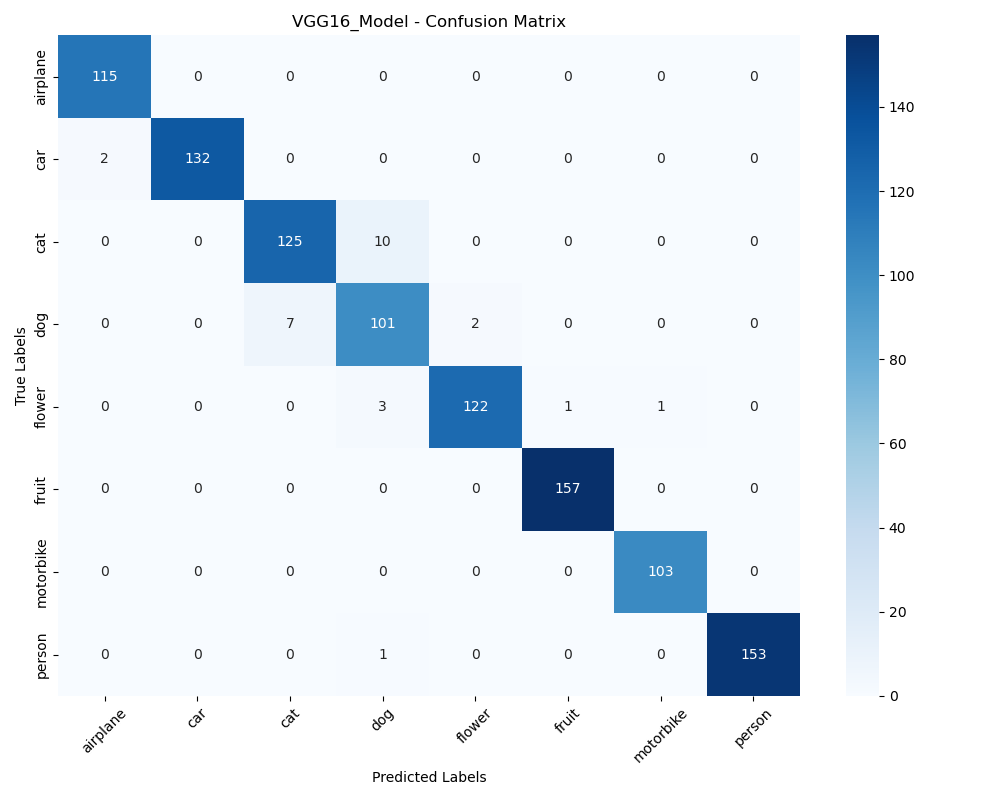 VGG16_Model - Confusion Matrix
True Labels
airplane 115 0 0 0 0 0 0 0
car 2 132 0 0 0 0 0 0
cat 0 0 125 10 0 0 0 0
dog 0 0 7 101 2 0 0 0
flower 0 0 0 3 122 1 1 0
fruit 0 0 0 0 0 157 0 0
motorbike 0 0 0 0 0 0 103 0
person 0 0 0 1 0 0 0 153
airplane car cat dog flower fruit motorbike person
Predicted Labels
140
120
100
80
60
40
20
0